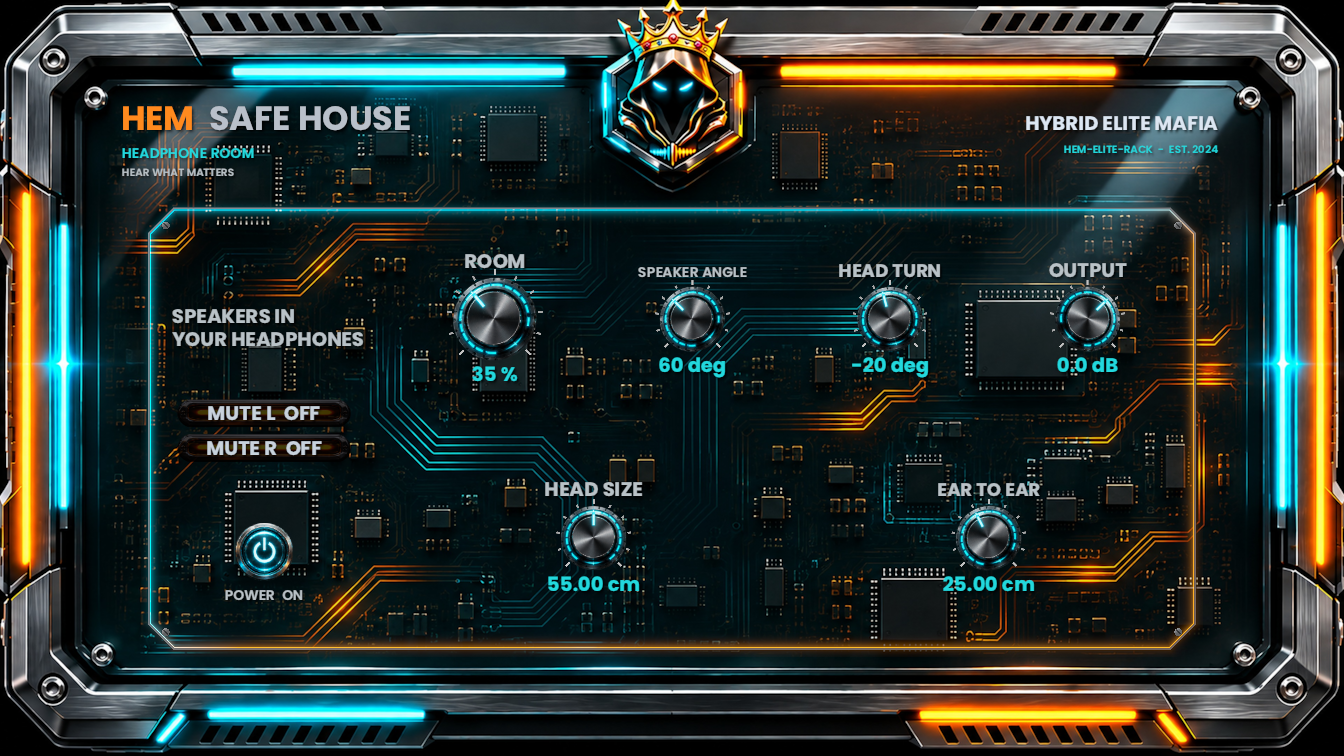 HEM SAFE HOUSE
HEADPHONE ROOM
HEAR WHAT MATTERS
HYBRID ELITE MAFIA
HEM-ELITE-RACK - EST. 2024
ROOM
35 %
SPEAKER ANGLE
60 deg
HEAD TURN
-20 deg
OUTPUT
0.0 dB
SPEAKERS IN
YOUR HEADPHONES
MUTE L OFF
MUTE R OFF
HEAD SIZE
55.00 cm
EAR TO EAR
25.00 cm
POWER ON